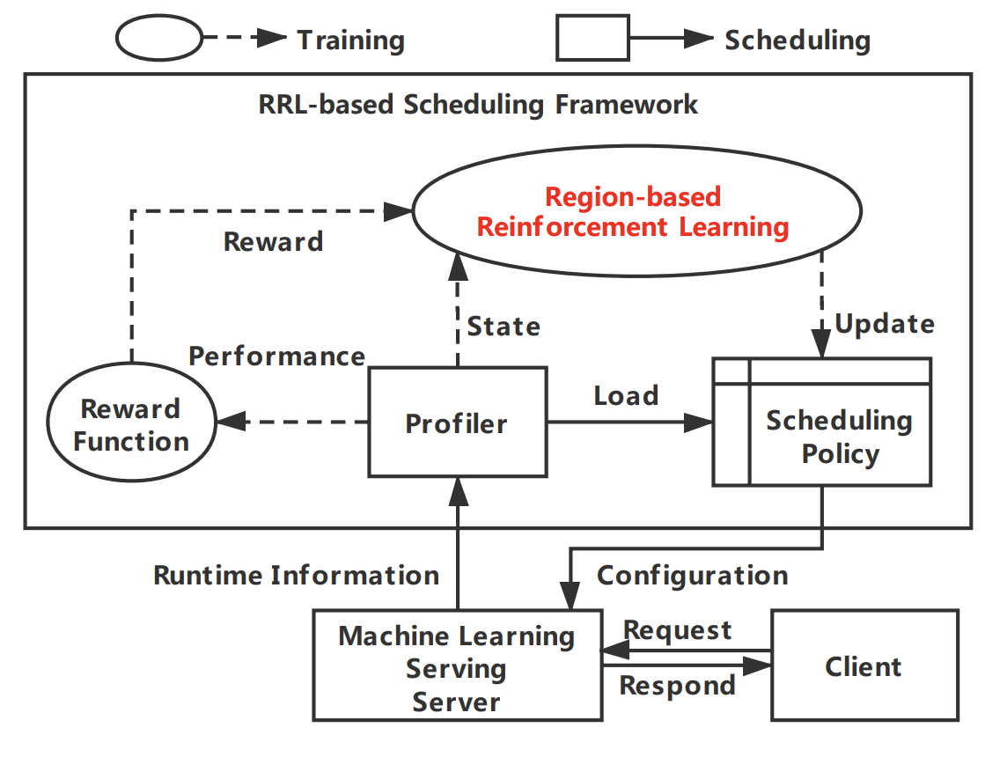 Training
Scheduling
RRL-based Scheduling Framework
Region-based
Reinforcement Learning
Reward
State
Update
Performance
Reward
Function
Profiler
Load
Scheduling
Policy
Runtime Information
Configuration
Machine Learning
Serving
Server
Request
Respond
Client